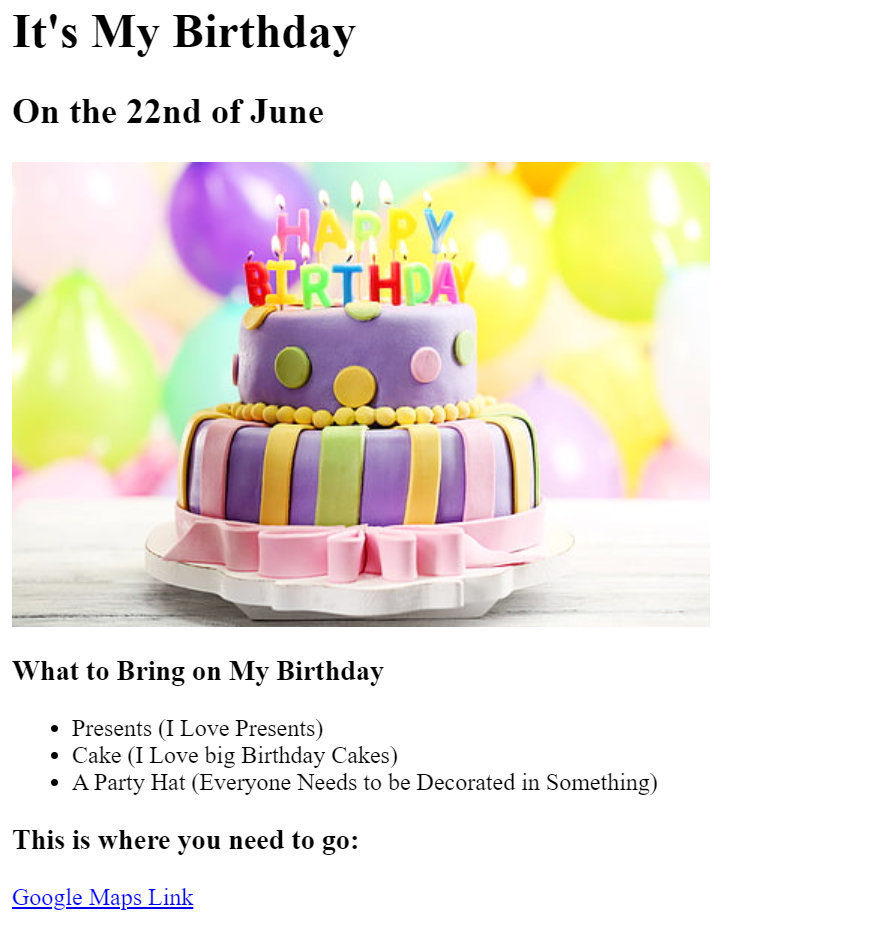 It's My Birthday
On the 22nd of June
HAPPY
BIRTHDAY
What to Bring on My Birthday
Presents (I Love Presents)
Cake (I Love big Birthday Cakes)
A Party Hat (Everyone Needs to be Decorated in Something)
This is where you need to go:
Google Maps Link